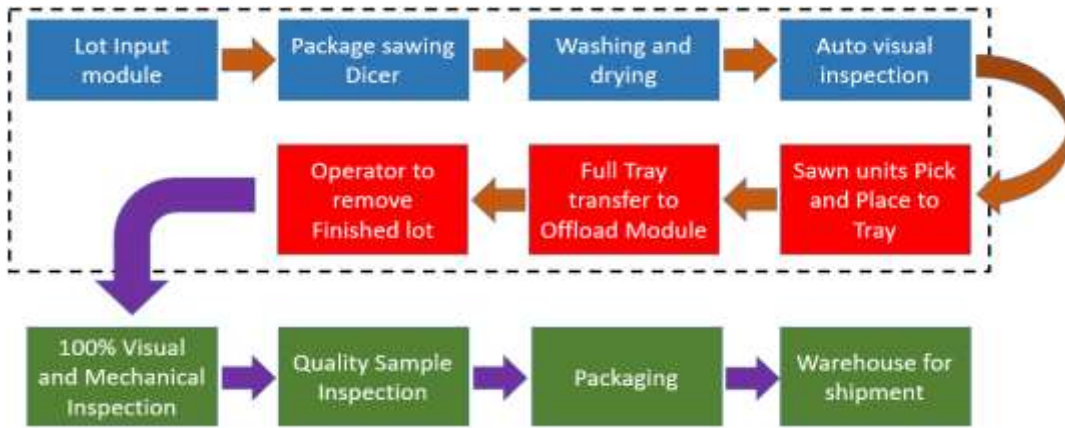 Lot Input
module
Package sawing
Dicer
Washing and
drying
Auto visual
inspection
Operator to
remove
Finished lot
Full Tray
transfer to
Offload Module
Sawn units Pick
and Place to
Tray
100% Visual
and Mechanical
Inspection
Quality Sample
Inspection
Packaging
Warehouse for
shipment